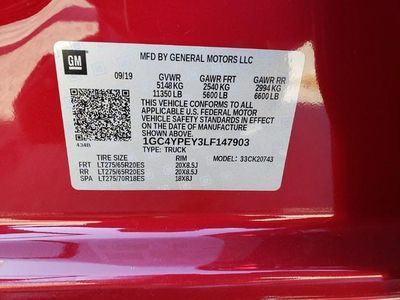 GM
MFD BY GENERAL MOTORS LLC
09/19 GVWR GAWR FRT GAWR RR
5148 KG 2540 KG 2994 KG
11350 LB 5600 LB 6600 LB
THIS VEHICLE CONFORMS TO ALL APPLICABLE
U.S. FEDERAL MOTOR VEHICLE SAFETY
STANDARDS IN EFFECT ON THE DATE OF
MANUFACTURE SHOWN ABOVE.
1GC4YPEY3LF147903
434B TYPE: TRUCK
TIRE SIZE RIM MODEL: 33CK20743
FRT LT275/65R20ES 20X8.5J
RR LT275/65R20ES 20X8.5J
SPA LT275/70R18ES 18X8J